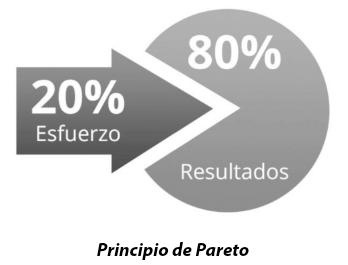 80%
20%
Esfuerzo
Resultados
Principio de Pareto